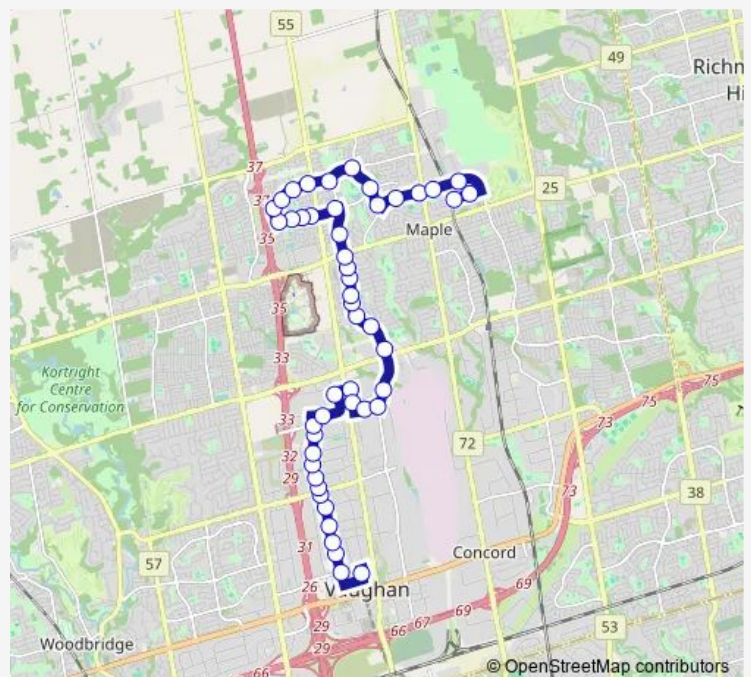 55
49
Richm
Hi
37
37
25
35
Maple
35
Kortright
Centre
for Conservation
33
75
75
33
73
32
72
29
73
38
31
Concord
57
26
Vaughan
69
69
67
66
29
29
53
Woodbridge
66
© OpenStreetMap contributors